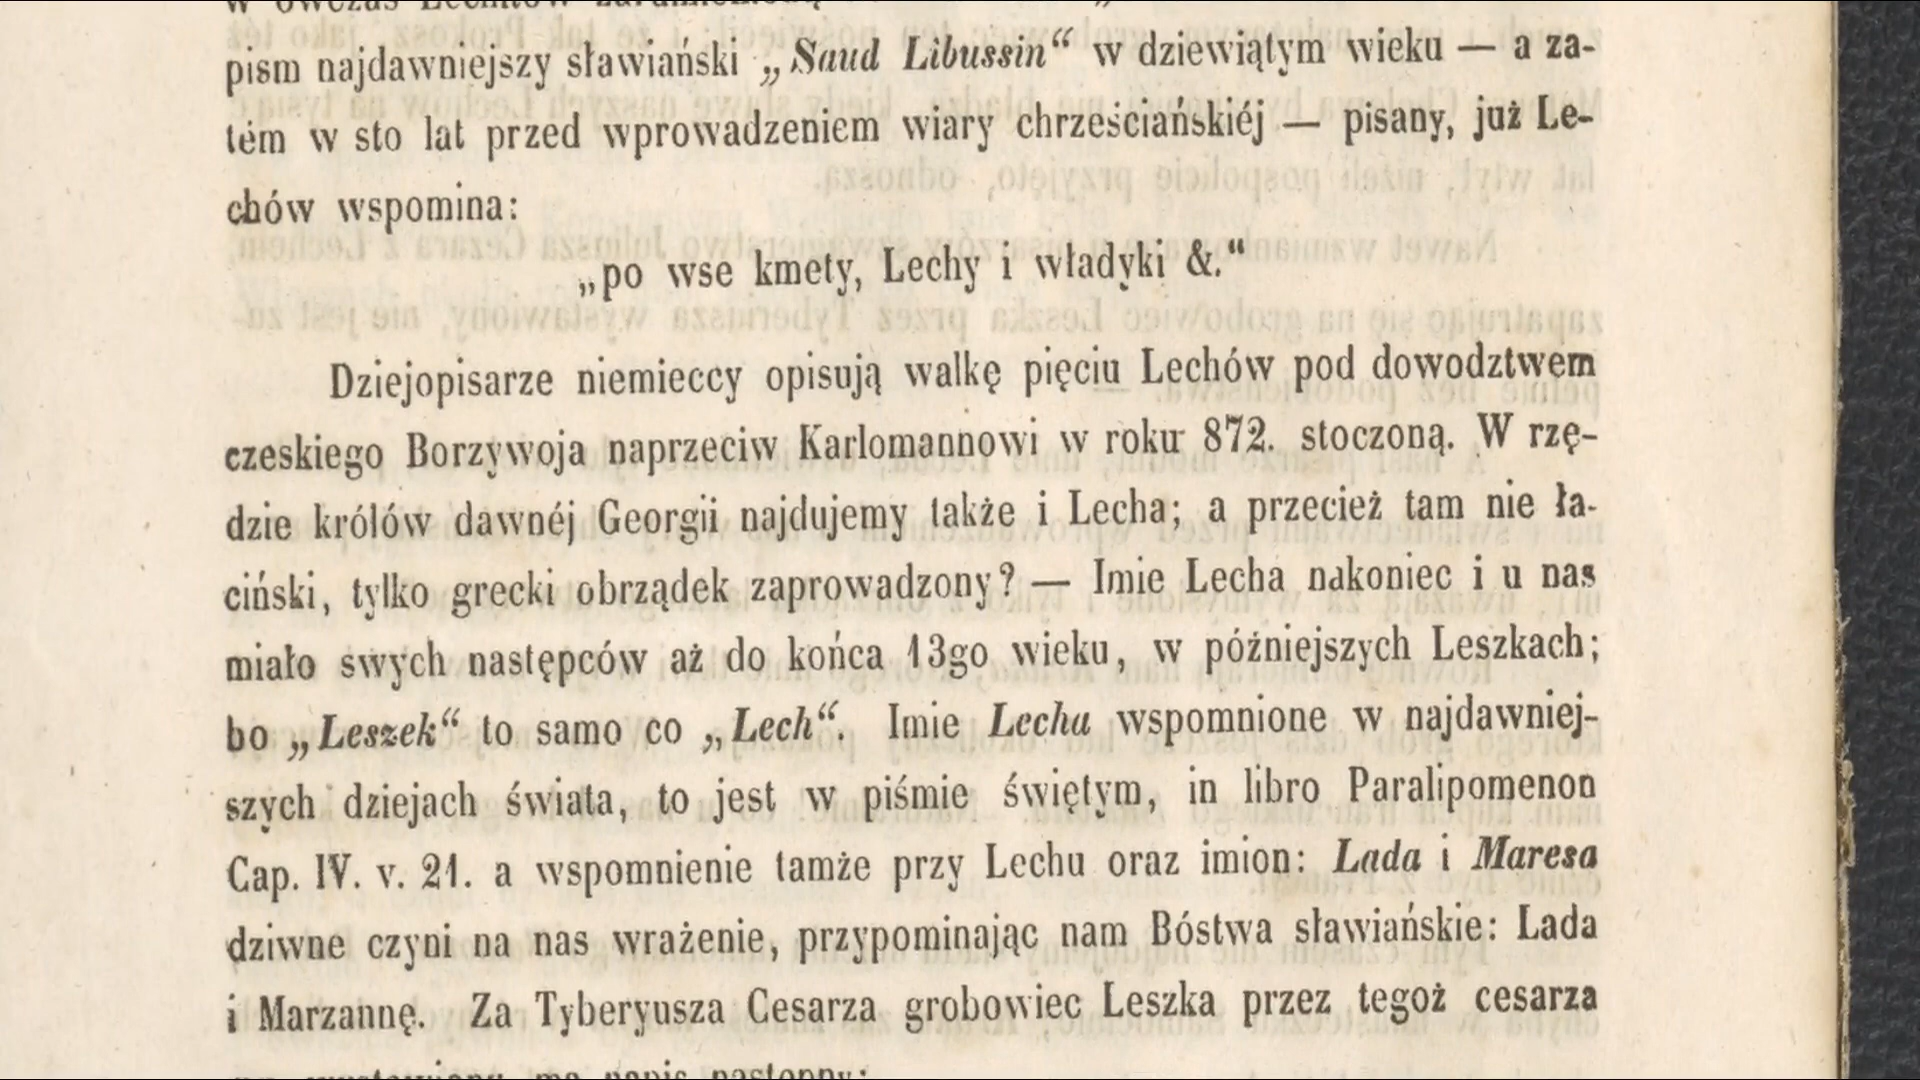 w ówczas Lechitów
pism najdawniejszy sławiański „Saud Libussin“ w dziewiątym wieku — a za-
tém w sto lat przed wprowadzeniem wiary chrześciańskiéj — pisany, już Le-
chów wspomina:
„po wse kmety, Lechy i władyki &.“
Dziejopisarze niemieccy opisują walkę pięciu Lechów pod dowodztwem
czeskiego Borzywoja naprzeciw Karlomannowi w roku 872. stoczoną. W rzę-
dzie królów dawnéj Georgii najdujemy także i Lecha; a przecież tam nie ła-
ciński, tylko grecki obrządek zaprowadzony? — Imie Lecha nakoniec i u nas
miało swych następców aż do końca 13go wieku, w późniejszych Leszkach;
bo „Leszek“ to samo co „Lech“. Imie Lecha wspomnione w najdawniej-
szych dziejach świata, to jest w piśmie świętym, in libro Paralipomenon
Cap. IV. v. 21. a wspomnienie tamże przy Lechu oraz imion: Lada i Maresa
dziwne czyni na nas wrażenie, przypominając nam Bóstwa sławiańskie: Lada
i Marzannę. Za Tyberyusza Cesarza grobowiec Leszka przez tegoż cesarza
wystawiony ma napis następny: